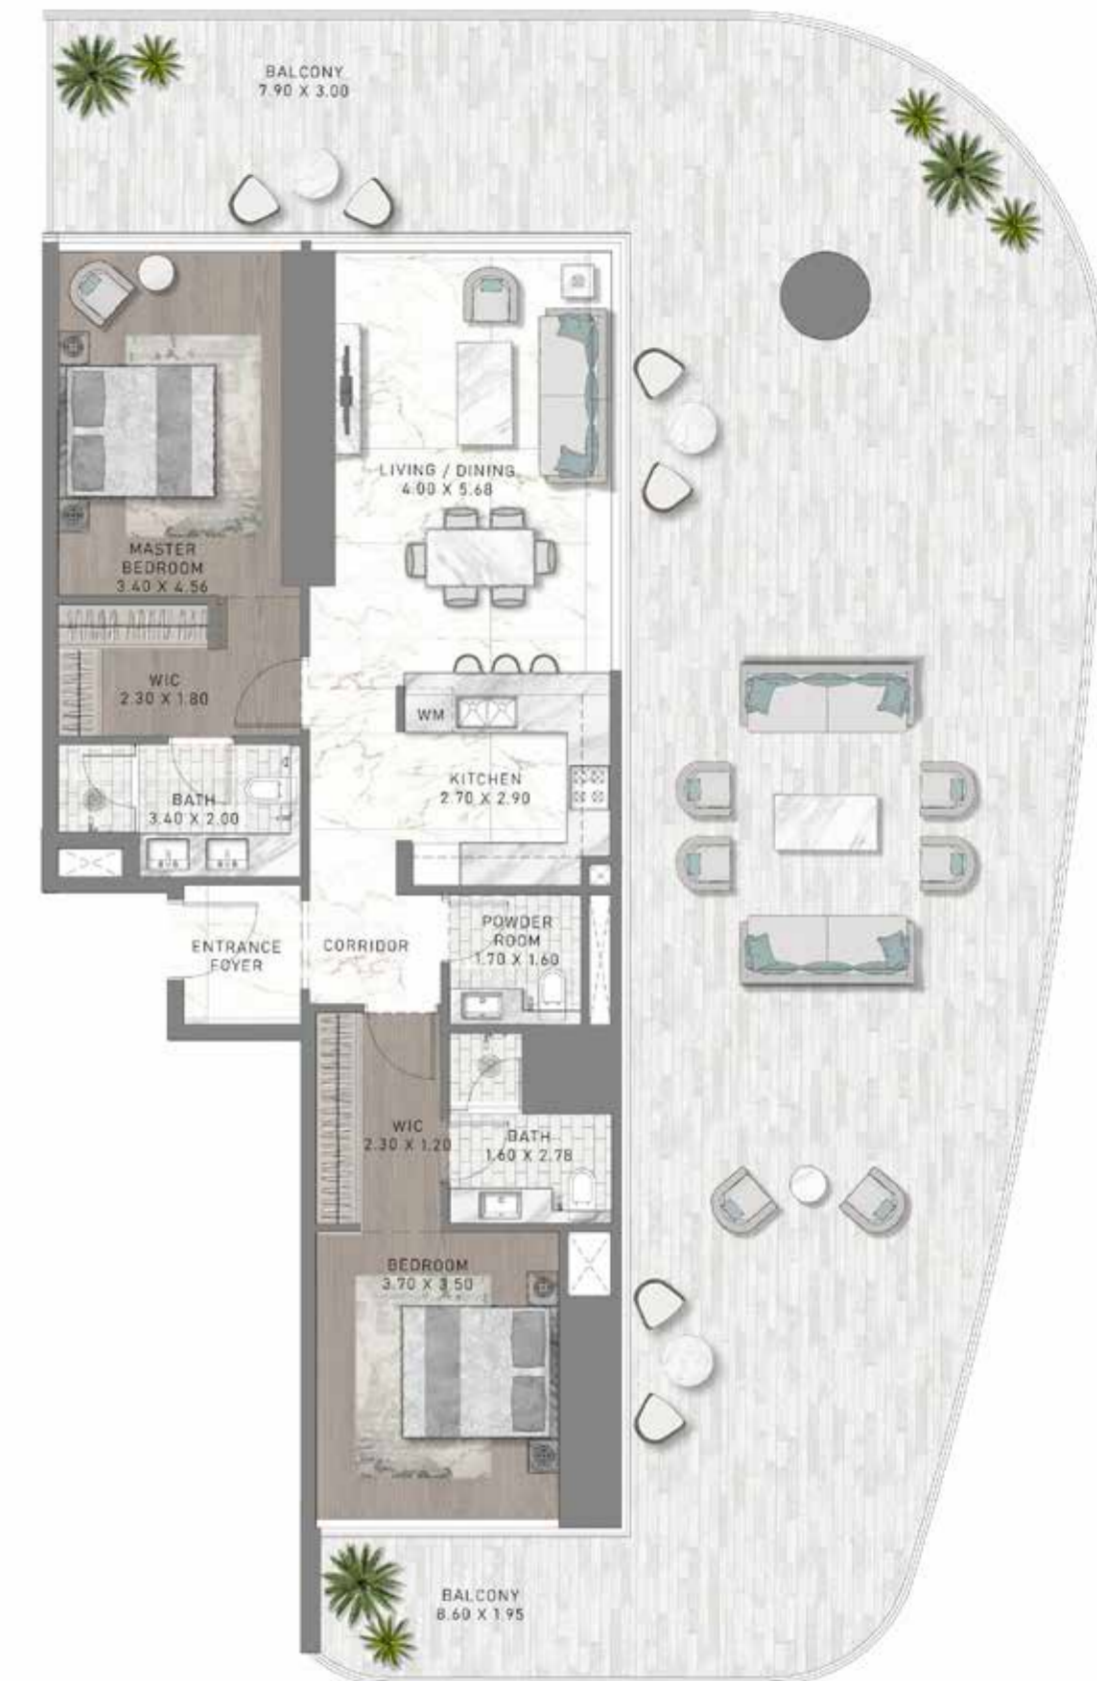 BALCONY
7.90 X 3.00
LIVING / DINING
4.00 X 5.68
MASTER
BEDROOM
3.40 X 4.56
WIC
2.30 X 1.80
WM
KITCHEN
2.70 X 2.90
BATH
3.40 X 2.00
ENTRANCE
FOYER
CORRIDOR
POWDER
ROOM
1.70 X 1.60
WIC
2.30 X 1.20
BATH
1.60 X 2.78
BEDROOM
3.70 X 3.50
BALCONY
8.60 X 1.95